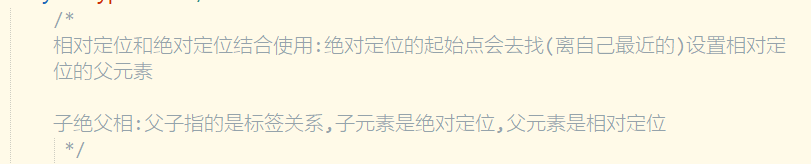 /*
相对定位和绝对定位结合使用:绝对定位的起始点会去找(离自己最近的)设置相对定
位的父元素
子绝父相:父子指的是标签关系,子元素是绝对定位,父元素是相对定位
*/